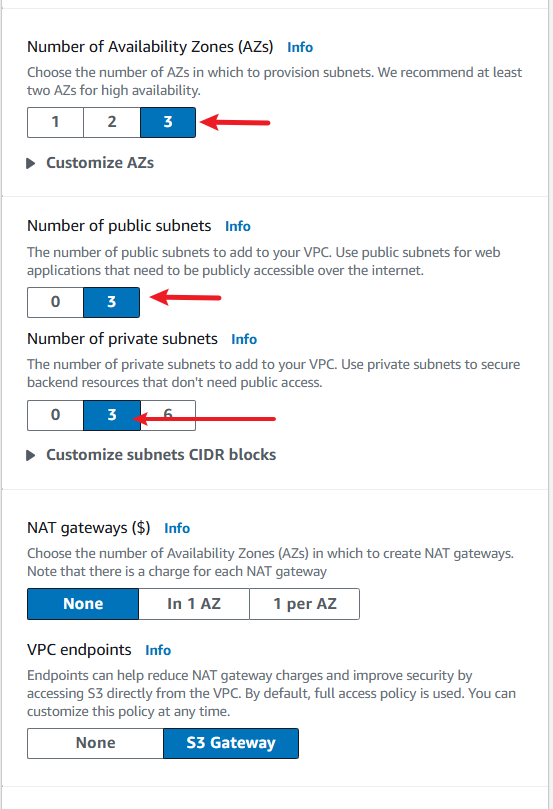 Number of Availability Zones (AZs) Info
Choose the number of AZs in which to provision subnets. We recommend at least
two AZs for high availability.
1 2 3
Customize AZs
Number of public subnets Info
The number of public subnets to add to your VPC. Use public subnets for web
applications that need to be publicly accessible over the internet.
0 3
Number of private subnets Info
The number of private subnets to add to your VPC. Use private subnets to secure
backend resources that don't need public access.
0 3 6
Customize subnets CIDR blocks
NAT gateways ($) Info
Choose the number of Availability Zones (AZs) in which to create NAT gateways.
Note that there is a charge for each NAT gateway
None In 1 AZ 1 per AZ
VPC endpoints Info
Endpoints can help reduce NAT gateway charges and improve security by
accessing S3 directly from the VPC. By default, full access policy is used. You can
customize this policy at any time.
None S3 Gateway